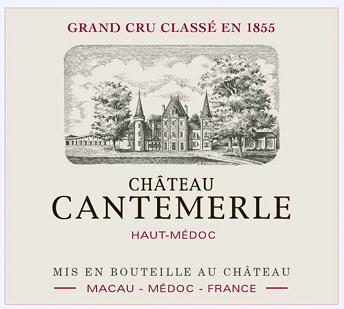 GRAND CRU CLASSÉ EN 1855
CHÂTEAU
CANTEMERLE
HAUT-MÉDOC
MIS EN BOUTEILLE AU CHÂTEAU
MACAU - MÉDOC - FRANCE